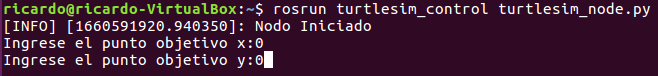 ricardo@ricardo-VirtualBox:~$ rosrun turtlesim_control turtlesim_node.py
[INFO] [1660591920.940350]: Nodo Iniciado
Ingrese el punto objetivo x:0
Ingrese el punto objetivo y:0